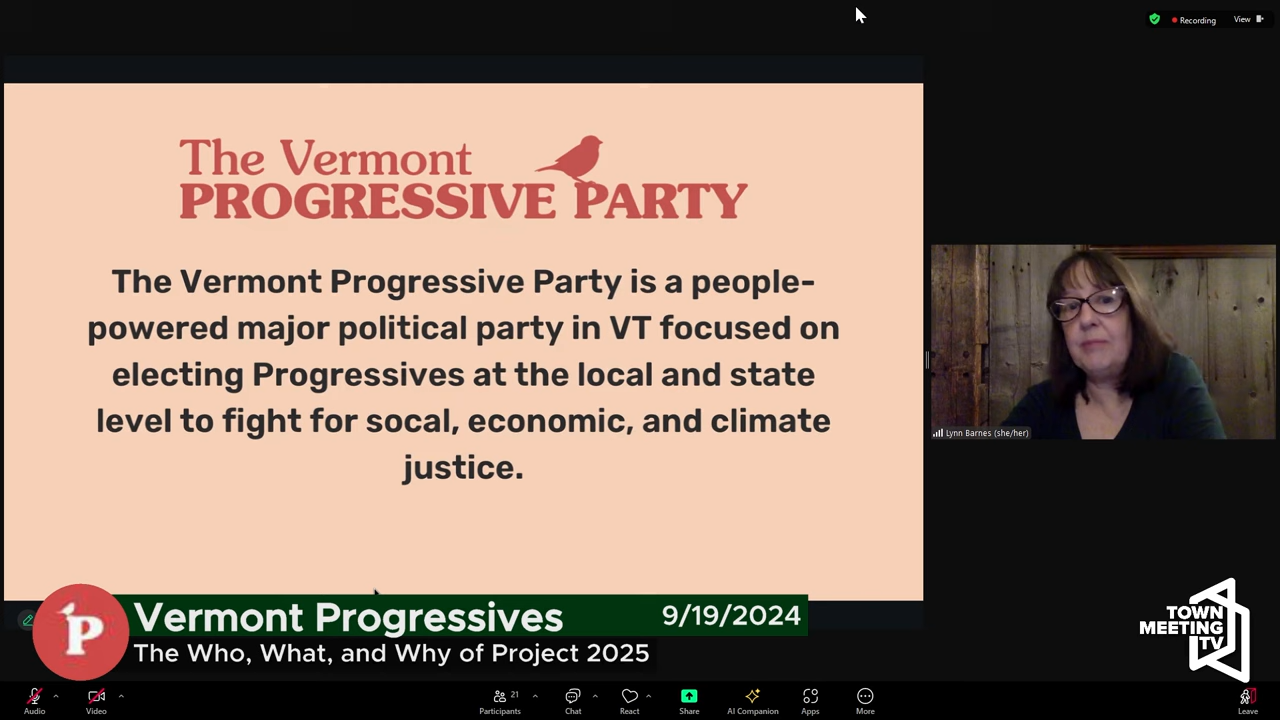 Recording
View
The Vermont
PROGRESSIVE PARTY
The Vermont Progressive Party is a people-
powered major political party in VT focused on
electing Progressives at the local and state
level to fight for socal, economic, and climate
justice.
Lynn Barnes (she/her)
P
Vermont Progressives
9/19/2024
The Who, What, and Why of Project 2025
TOWN
MEETING
TV
Audio
Video
Participants
21
Chat
React
Share
AI Companion
Apps
More
Leave